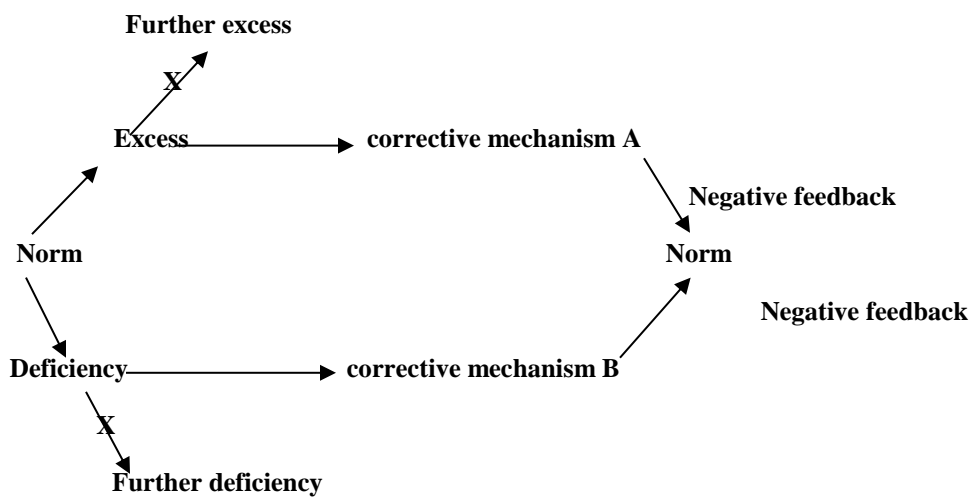 Further excess
X
Excess corrective mechanism A
Negative feedback
Norm Norm
Negative feedback
Deficiency corrective mechanism B
X
Further deficiency